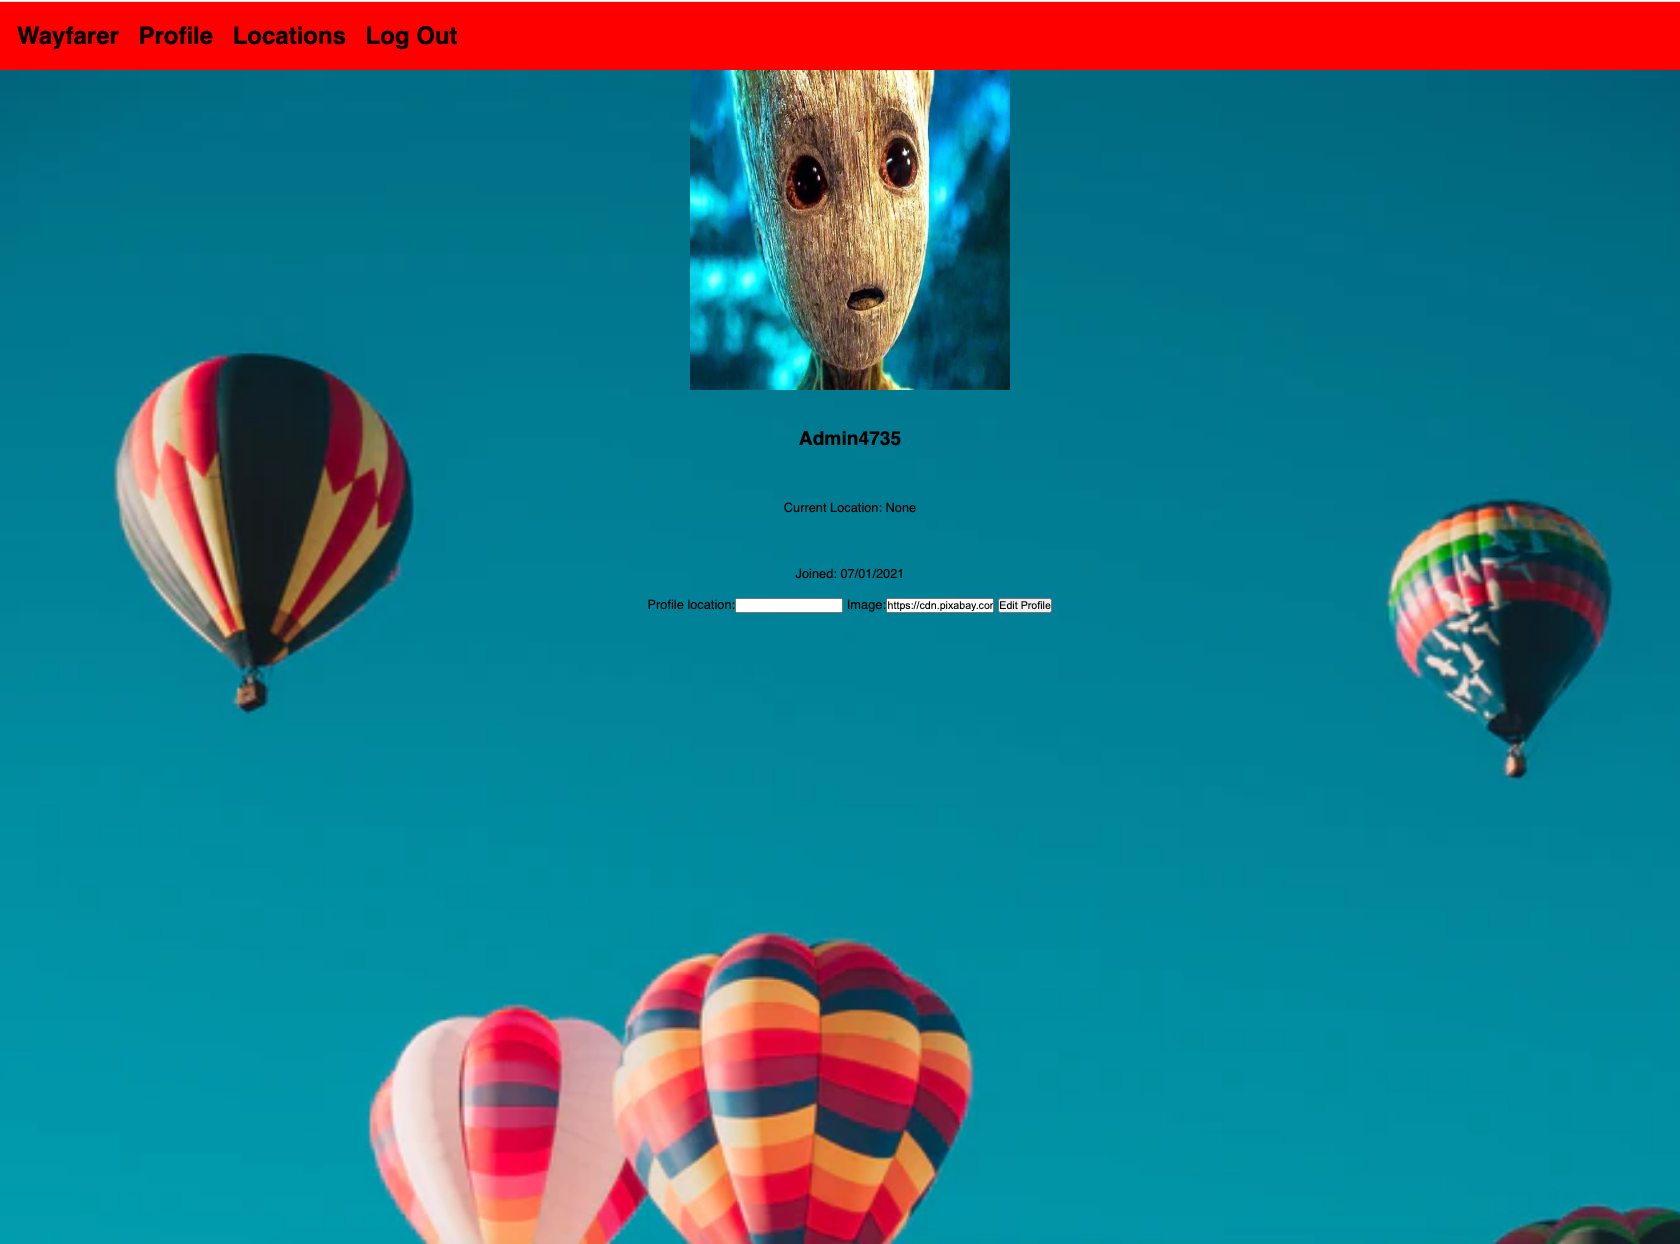 Wayfarer Profile Locations Log Out
Admin4735
Current Location: None
Joined: 07/01/2021
Profile location: Image: https://cdn.pixabay.cor Edit Profile